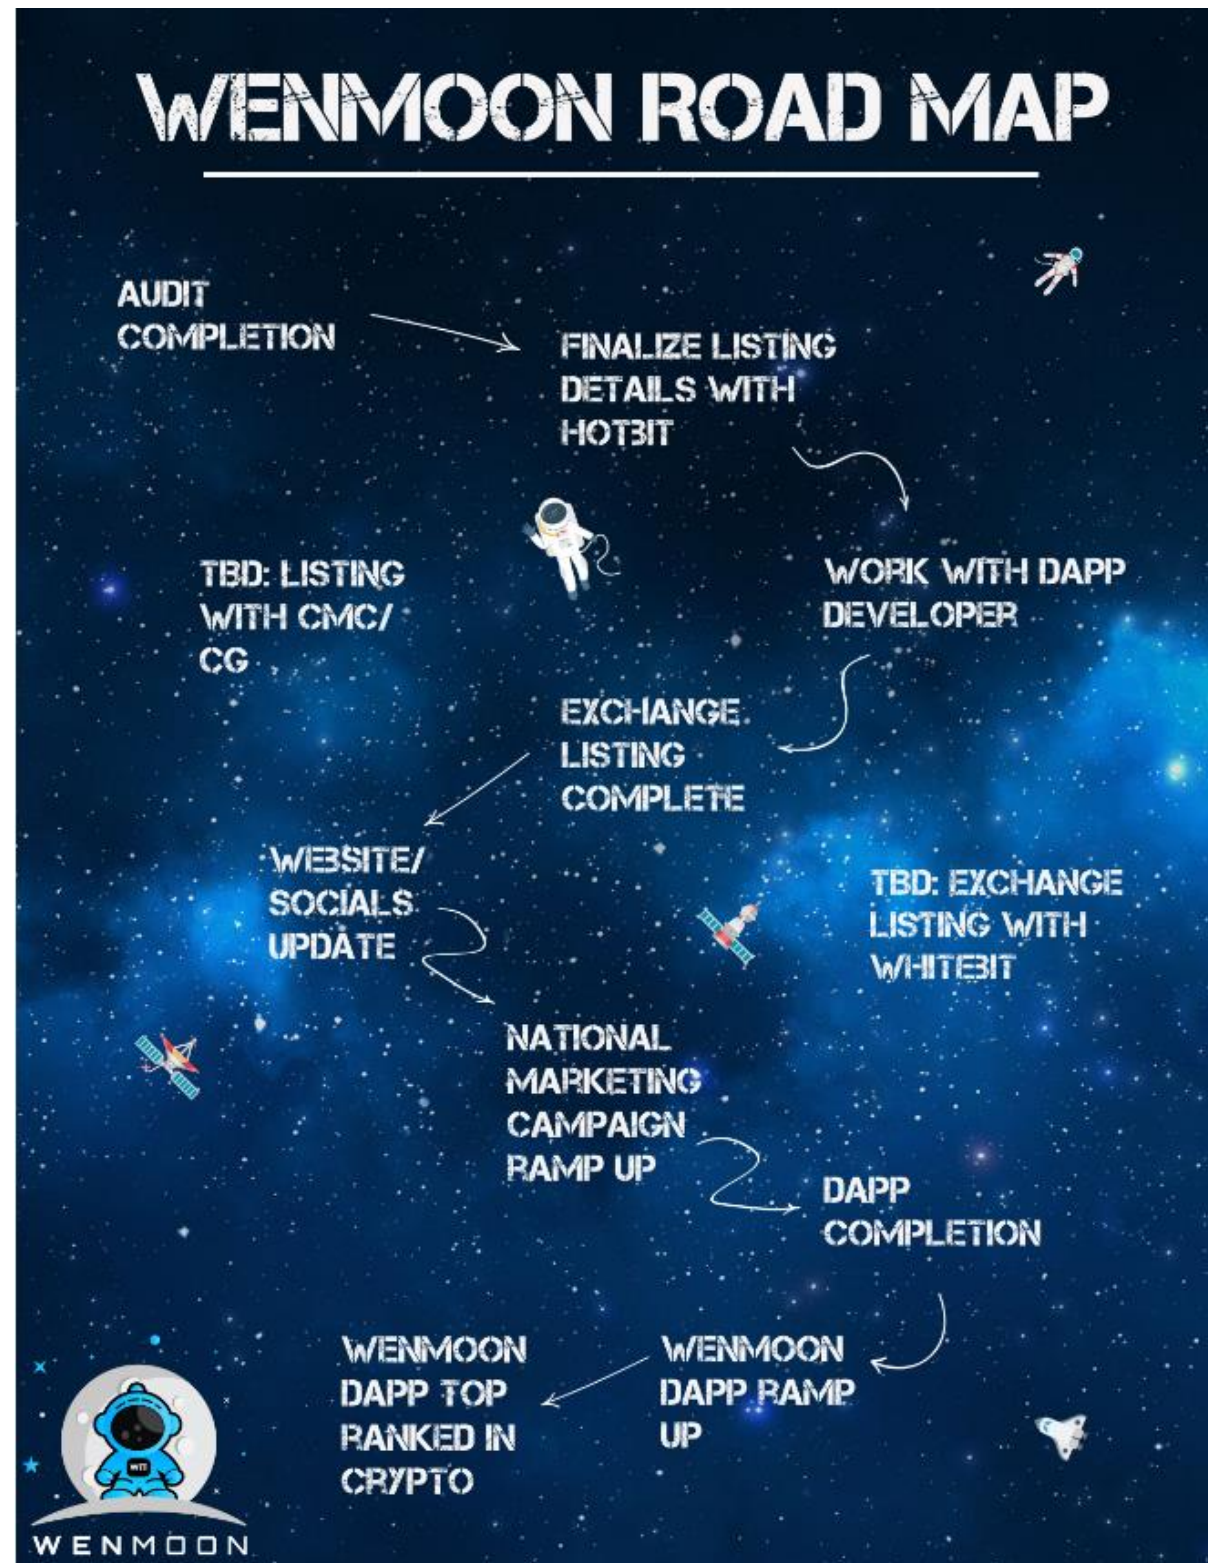 WENMOON ROAD MAP
AUDIT
COMPLETION
FINALIZE LISTING
DETAILS WITH
HOTBIT
TBD: LISTING
WITH CMC/
CG
WORK WITH DAPP
DEVELOPER
EXCHANGE
LISTING
COMPLETE
WEBSITE/
SOCIALS
UPDATE
TBD: EXCHANGE
LISTING WITH
WHITEBIT
NATIONAL
MARKETING
CAMPAIGN
RAMP UP
DAPP
COMPLETION
WENMOON
DAPP RAMP
UP
WENMOON
DAPP TOP
RANKED IN
CRYPTO
WENMOON